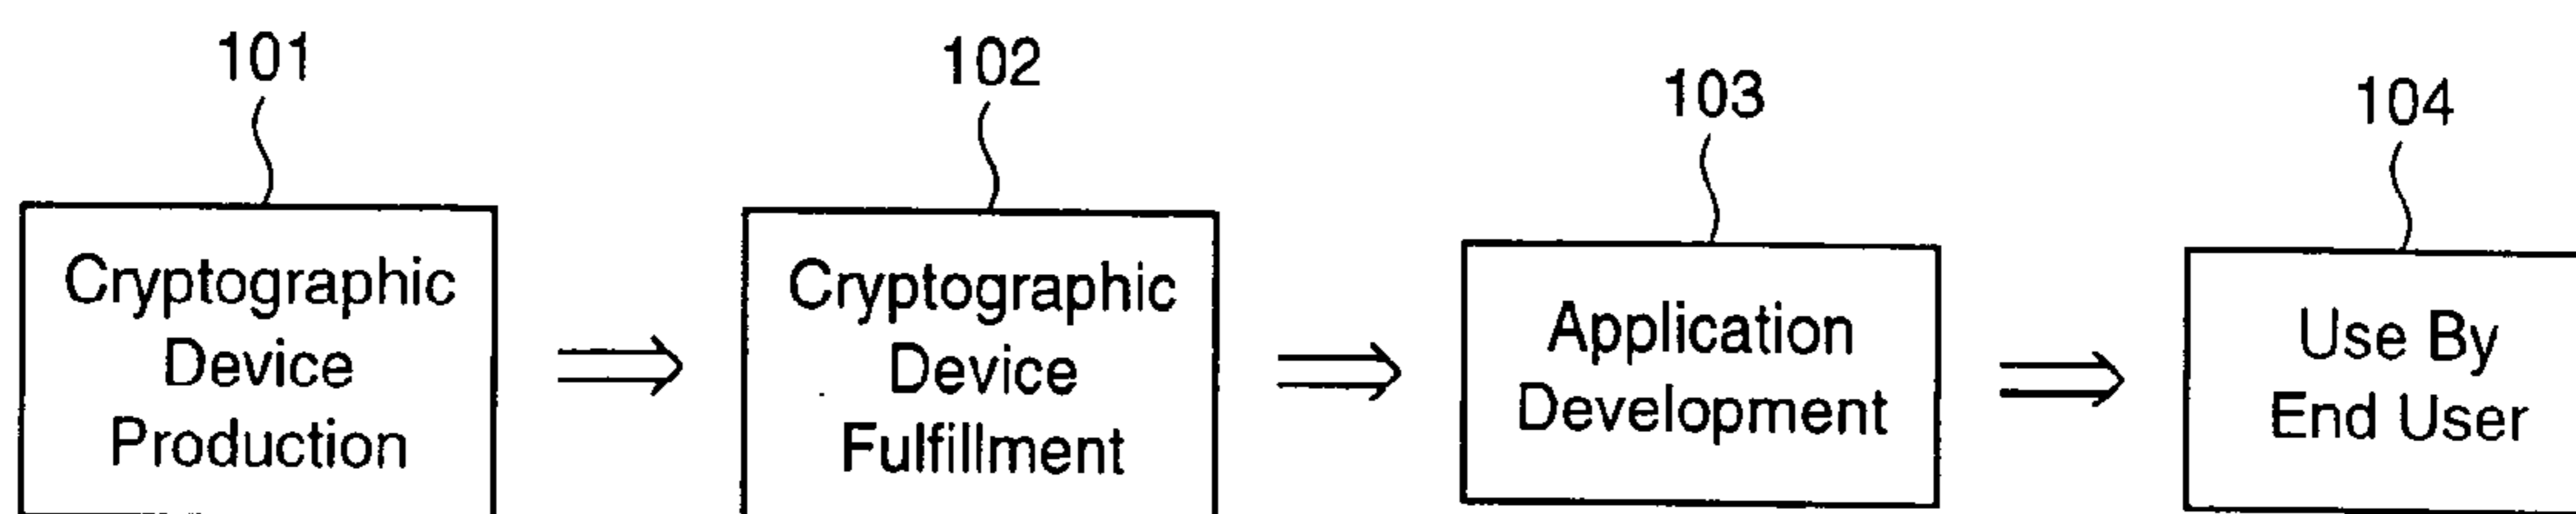 101
102
103
104
Cryptographic
Device
Production
Cryptographic
Device
Fulfillment
Application
Development
Use By
End User